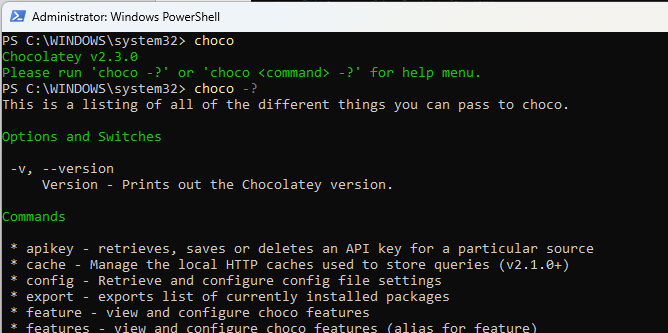 Administrator: Windows PowerShell
PS C:\WINDOWS\system32> choco
Chocolatey v2.3.0
Please run 'choco -?' or 'choco <command> -?' for help menu.
PS C:\WINDOWS\system32> choco -?
This is a listing of all of the different things you can pass to choco.
Options and Switches
-v, --version
Version - Prints out the Chocolatey version.
Commands
* apikey - retrieves, saves or deletes an API key for a particular source
* cache - Manage the local HTTP caches used to store queries (v2.1.0+)
* config - Retrieve and configure config file settings
* export - exports list of currently installed packages
* feature - view and configure choco features
* features - view and configure choco features (alias for feature)